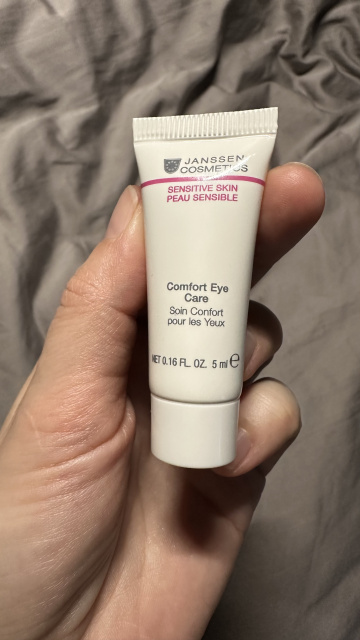 JANSSEN
COSMETICS
SENSITIVE SKIN
PEAU SENSIBLE
Comfort Eye
Care
Soin Confort
pour les Yeux
NET 0.16 FL. OZ. 5 ml ℮